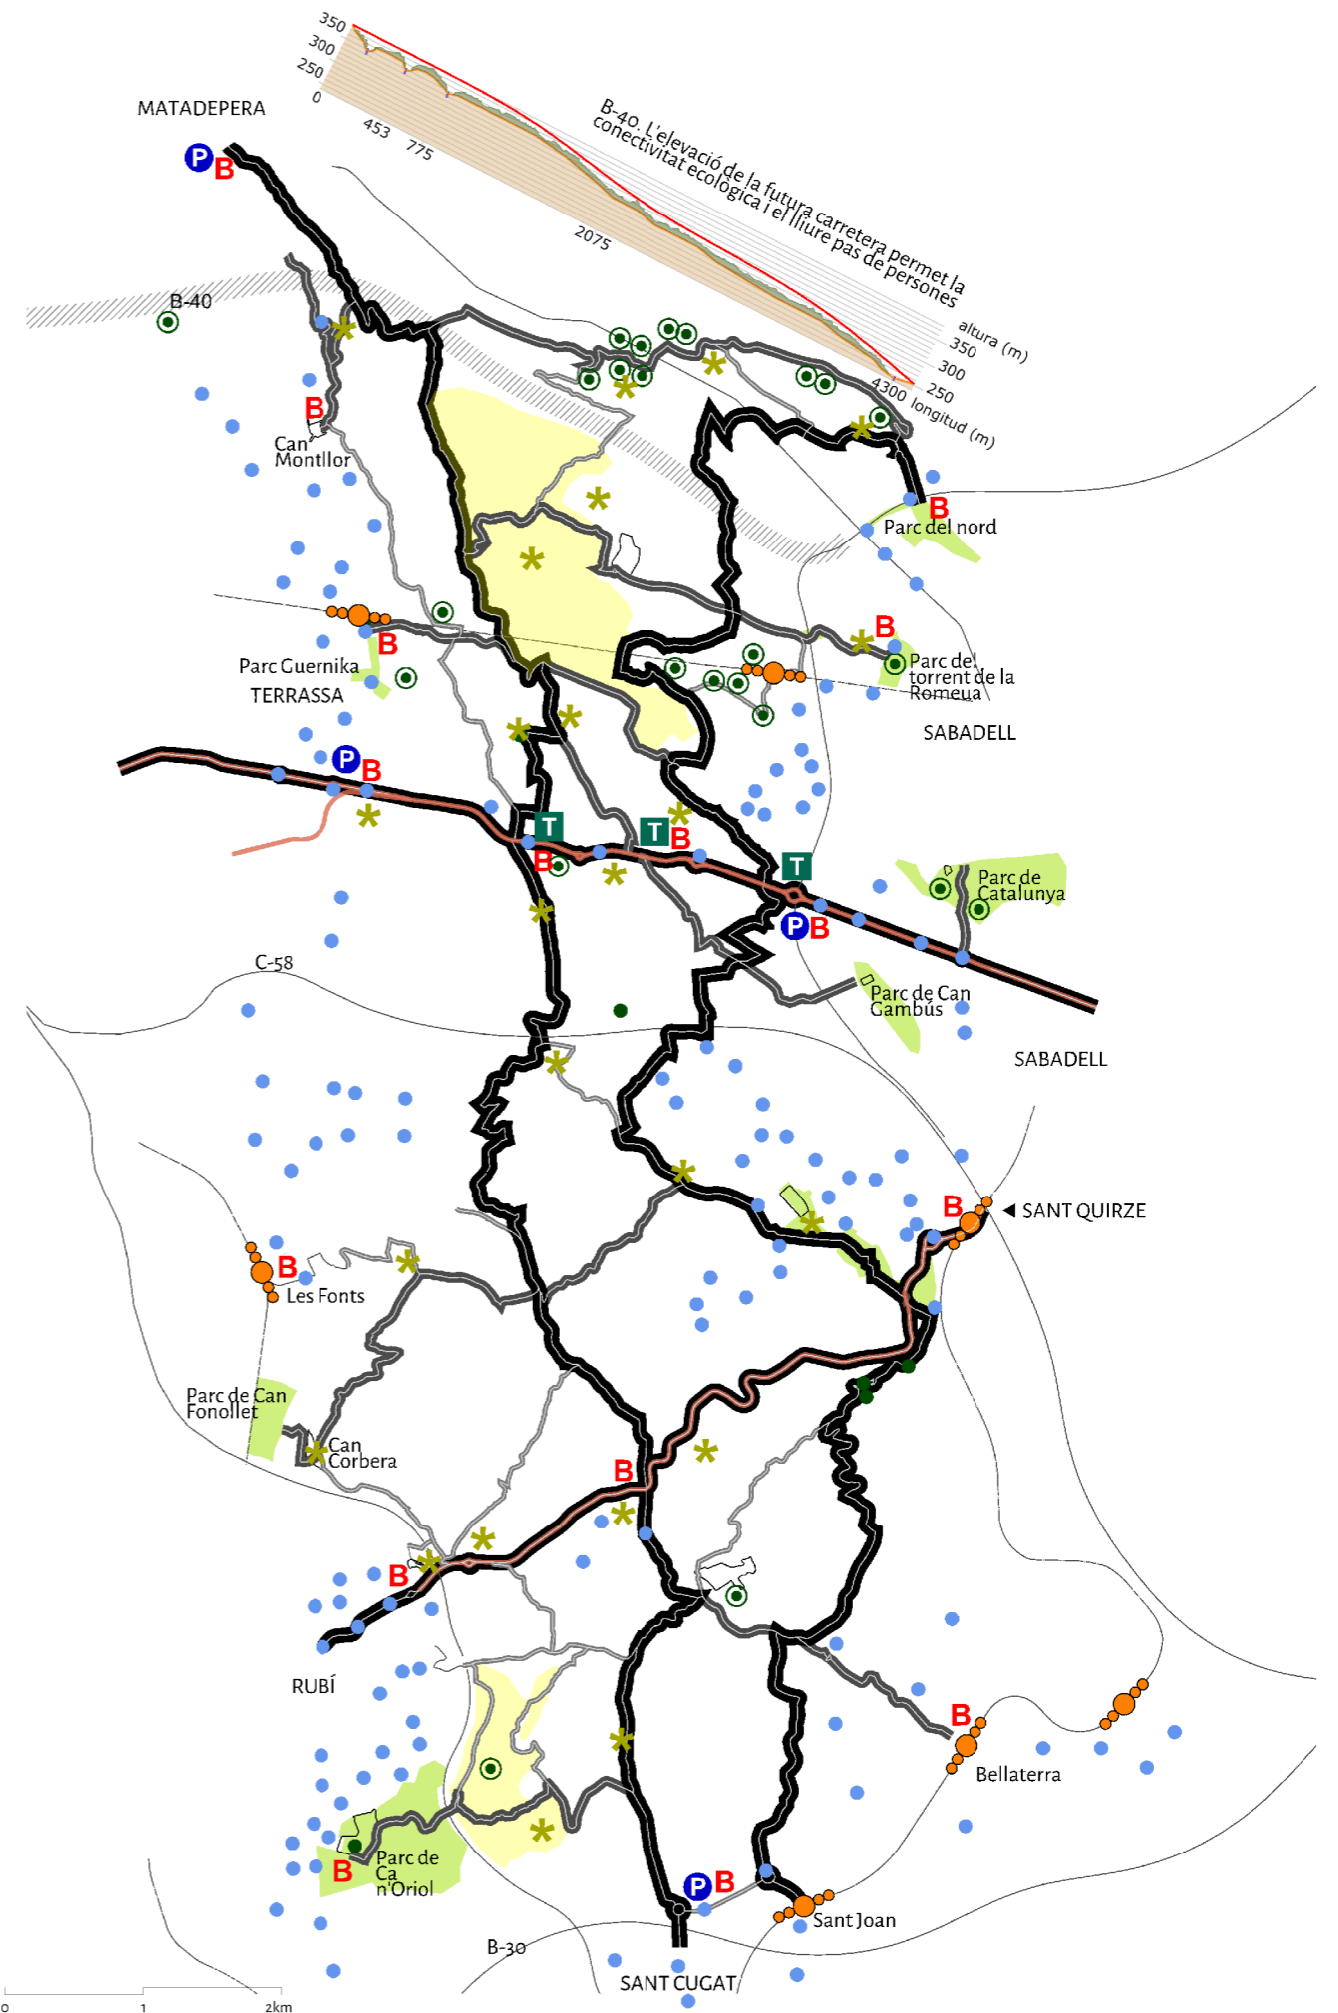 350
300
250
0
453
775
2075
4300 longitud (m)
B-40. L'elevació de la futura carretera permet la
conectivitat ecològica i el lliure pas de persones
altura (m)
350
300
250
MATADEPERA
P
B
B-40
B
Can
Montllor
B
Parc del nord
B
Parc Guernika
TERRASSA
B
Parc del
torrent de la
Romeua
SABADELL
P
B
T
B
T
B
T
P
B
Parc de
Catalunya
C-58
Parc de Can
Gambús
SABADELL
B
◄ SANT QUIRZE
B
Les Fonts
Parc de Can
Fonollet
Can
Corbera
B
B
RUBÍ
B
Bellaterra
B
Parc de
Ca
n'Oriol
P
B
Sant Joan
B-30
SANT CUGAT
0
1
2km